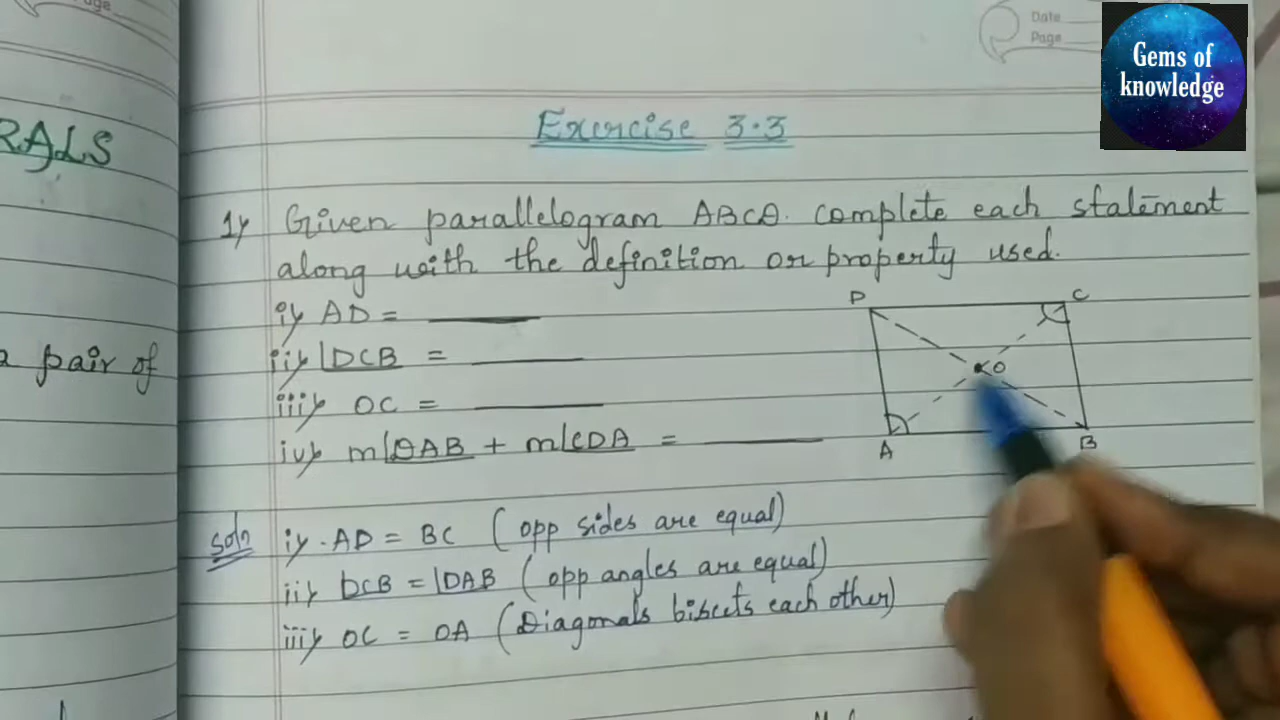 Date
Page
Gems of
knowledge
RALS
a pair of
Exercise 3.3
1) Given parallelogram ABCD. complete each statement
along with the definition or property used.
i) AD = ______
ii) ∠DCB = ______
iii) OC = ______
iv) m∠DAB + m∠CDA = ______
D
C
O
A
B
Soln
i) . AD = BC (opp sides are equal)
ii) ∠DCB = ∠DAB (opp angles are equal)
iii) OC = OA (Diagonals bisects each other)